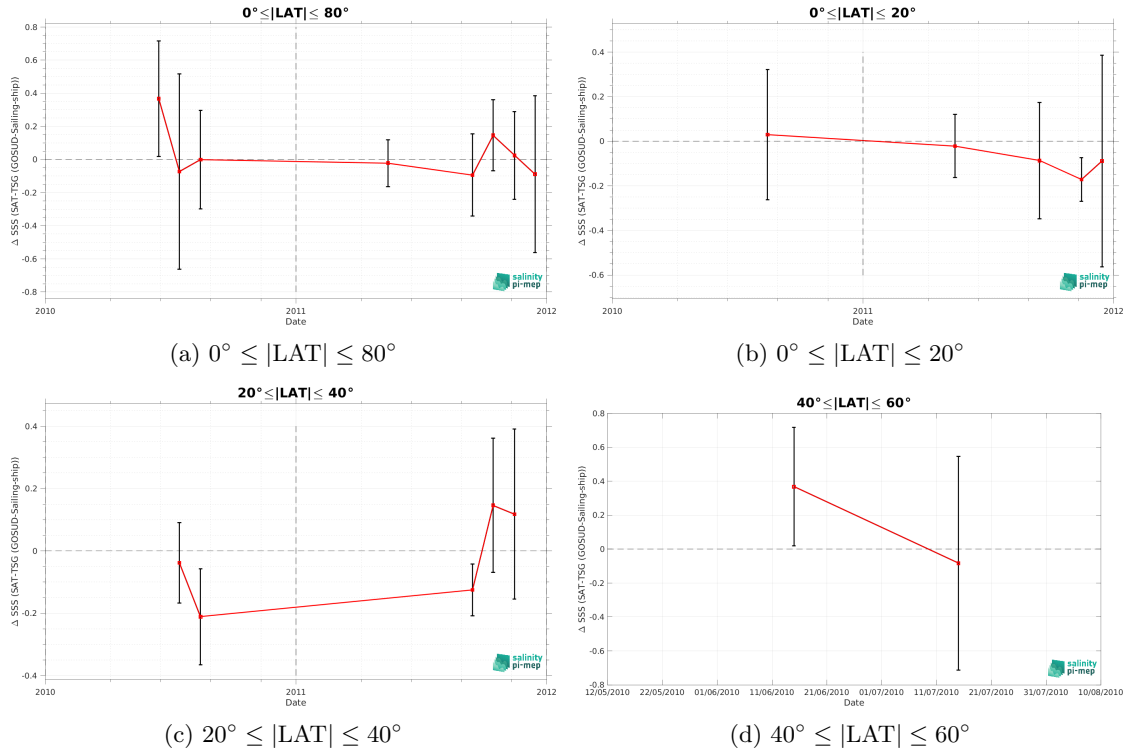 0°≤|LAT|≤ 80°
Δ SSS (SAT-TSG (GOSUD-Sailing-ship))
0.8
0.6
0.4
0.2
0
-0.2
-0.4
-0.6
-0.8
2010
2011
2012
Date
salinity
pi-mep
(a) 0° ≤ |LAT| ≤ 80°
0°≤|LAT|≤ 20°
Δ SSS (SAT-TSG (GOSUD-Sailing-ship))
0.4
0.2
0
-0.2
-0.4
-0.6
2010
2011
2012
Date
salinity
pi-mep
(b) 0° ≤ |LAT| ≤ 20°
20°≤|LAT|≤ 40°
Δ SSS (SAT-TSG (GOSUD-Sailing-ship))
0.4
0.2
0
-0.2
-0.4
2010
2011
2012
Date
salinity
pi-mep
(c) 20° ≤ |LAT| ≤ 40°
40°≤|LAT|≤ 60°
Δ SSS (SAT-TSG (GOSUD-Sailing-ship))
0.8
0.6
0.4
0.2
0
-0.2
-0.4
-0.6
-0.8
12/05/2010 22/05/2010 01/06/2010 11/06/2010 21/06/2010 01/07/2010 11/07/2010 21/07/2010 31/07/2010 10/08/2010
Date
salinity
pi-mep
(d) 40° ≤ |LAT| ≤ 60°